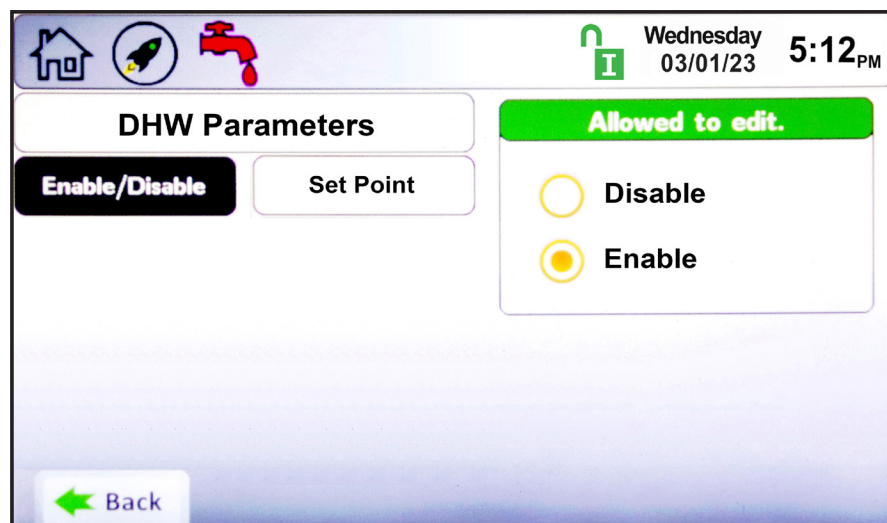 I
Wednesday
03/01/23
5:12PM
DHW Parameters
Allowed to edit.
Enable/Disable
Set Point
Disable
Enable
Back